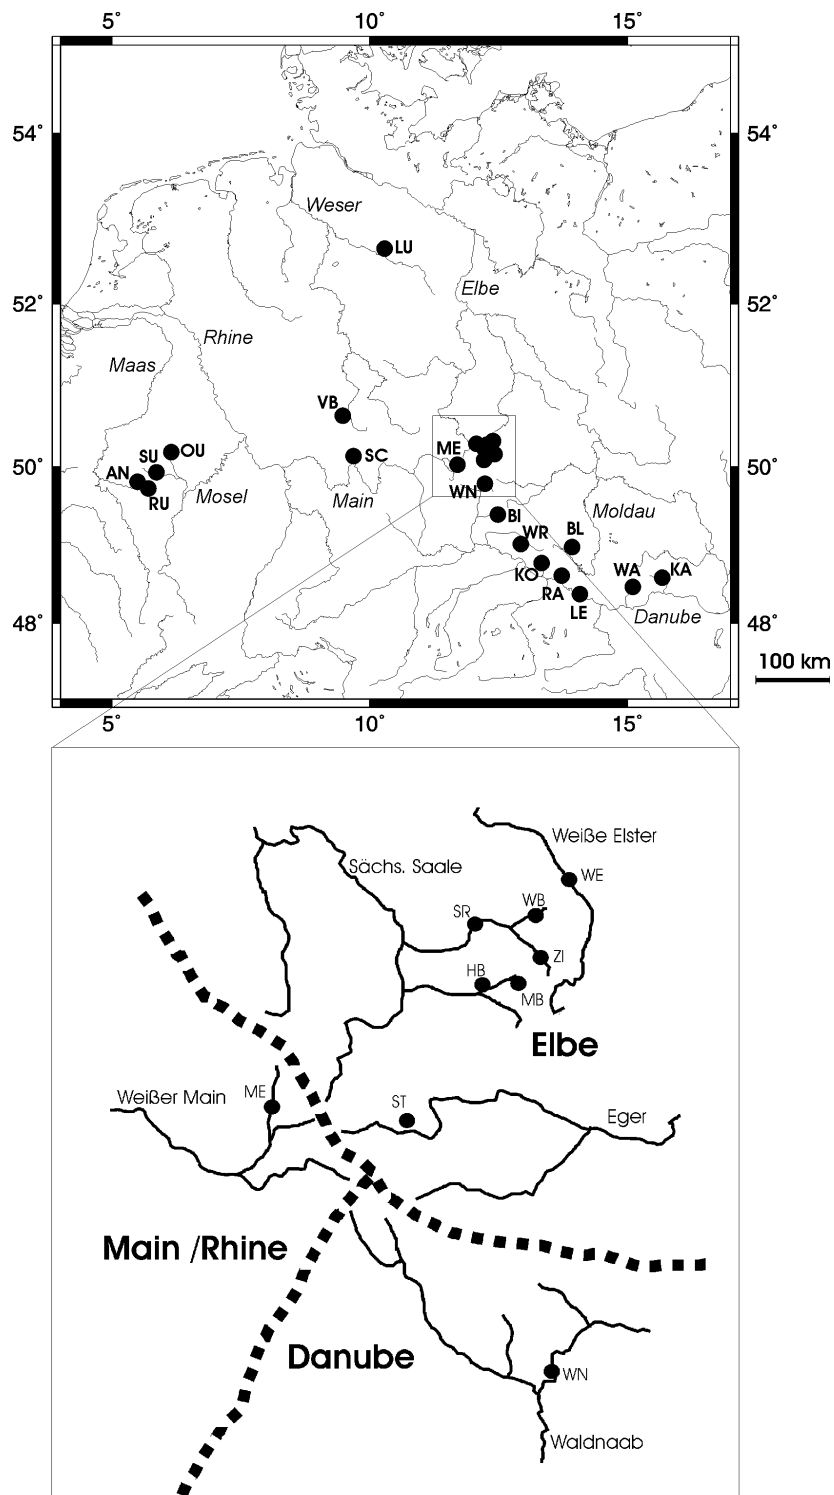 5° 10° 15°
54° 54°
Weser
LU
52° 52°
Elbe
Rhine
Maas
VB
SU OU
ME
SC
50° AN 50°
RU Mosel
Main
WN
BI
Moldau
WR BL
KO
WA KA
RA
LE
48° Danube 48°
100 km
5° 10° 15°
Weiße Elster
Sächs. Saale
WE
WB
SR
ZI
HB
MB
Elbe
Weißer Main ME
ST
Eger
Main /Rhine
Danube
WN
Waldnaab